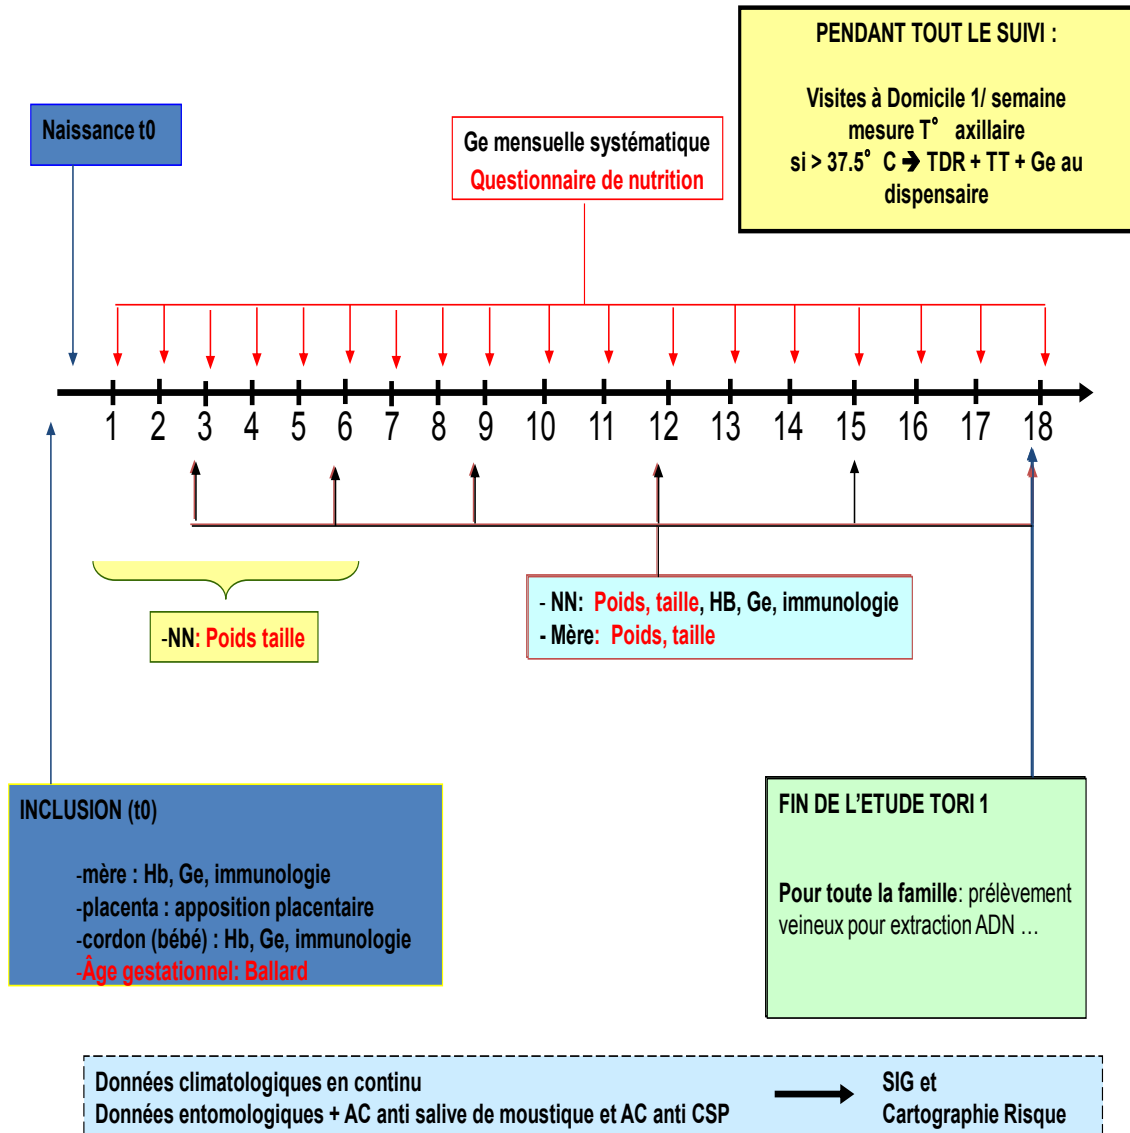 PENDANT TOUT LE SUIVI :
Visites à Domicile 1/ semaine
mesure T° axillaire
si > 37.5° C ➔ TDR + TT + Ge au
dispensaire
Naissance t0
Ge mensuelle systématique
Questionnaire de nutrition
1 2 3 4 5 6 7 8 9 10 11 12 13 14 15 16 17 18
-NN: Poids taille
- NN: Poids, taille, HB, Ge, immunologie
- Mère: Poids, taille
INCLUSION (t0)
-mère : Hb, Ge, immunologie
-placenta : apposition placentaire
-cordon (bébé) : Hb, Ge, immunologie
-Âge gestationnel: Ballard
FIN DE L'ETUDE TORI 1
Pour toute la famille: prélèvement
veineux pour extraction ADN …
Données climatologiques en continu
Données entomologiques + AC anti salive de moustique et AC anti CSP
SIG et
Cartographie Risque